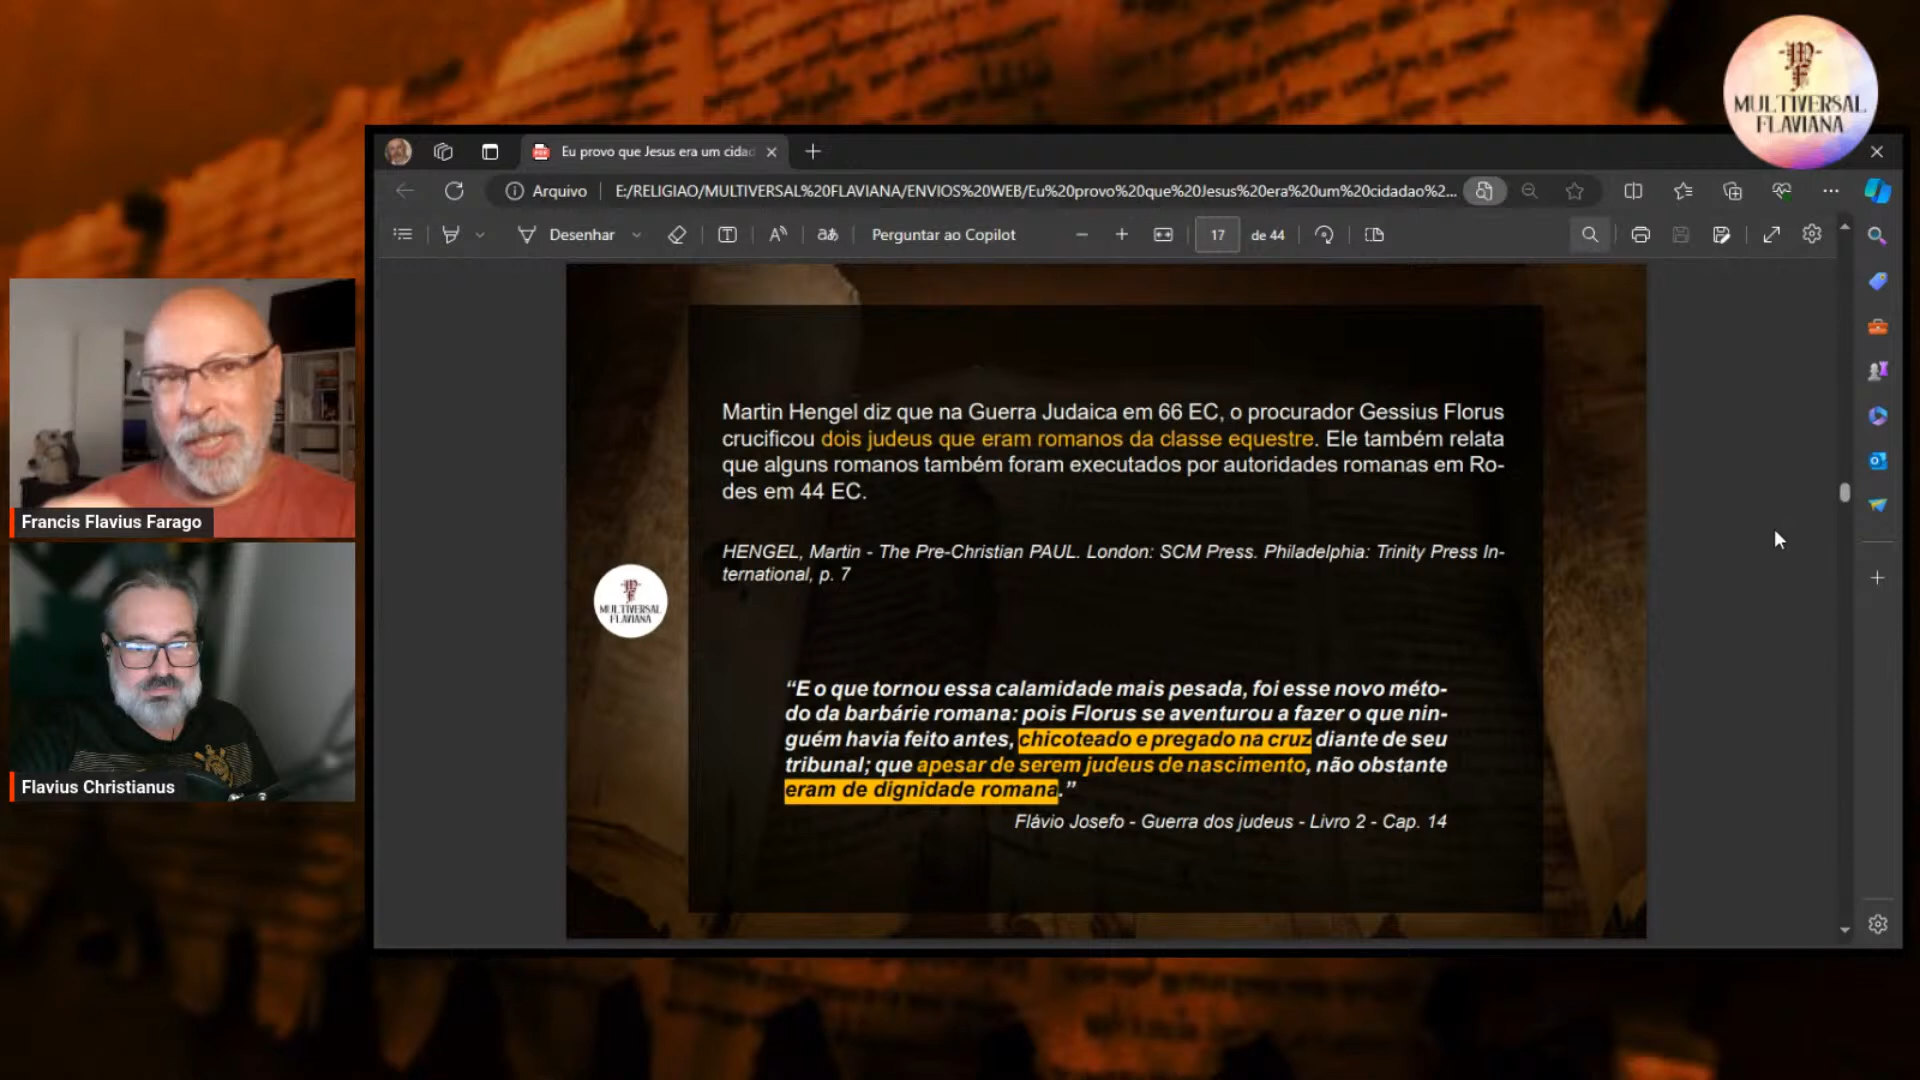 MULTIVERSAL
FLAVIANA
Eu provo que Jesus era um cidad
Arquivo
E:/RELIGIAO/MULTIVERSAL%20FLAVIANA/ENVIOS%20WEB/Eu%20provo%20que%20Jesus%20era%20um%20cidadao%2...
Desenhar
aあ
Perguntar ao Copilot
17
de 44
Martin Hengel diz que na Guerra Judaica em 66 EC, o procurador Gessius Florus
crucificou dois judeus que eram romanos da classe equestre. Ele também relata
que alguns romanos também foram executados por autoridades romanas em Ro-
des em 44 EC.
HENGEL, Martin - The Pre-Christian PAUL. London: SCM Press. Philadelphia: Trinity Press In-
ternational, p. 7
MULTIVERSAL
FLAVIANA
“E o que tornou essa calamidade mais pesada, foi esse novo méto-
do da barbárie romana: pois Florus se aventurou a fazer o que nin-
guém havia feito antes, chicoteado e pregado na cruz diante de seu
tribunal; que apesar de serem judeus de nascimento, não obstante
eram de dignidade romana.”
Flávio Josefo - Guerra dos judeus - Livro 2 - Cap. 14
Francis Flavius Farago
Flavius Christianus